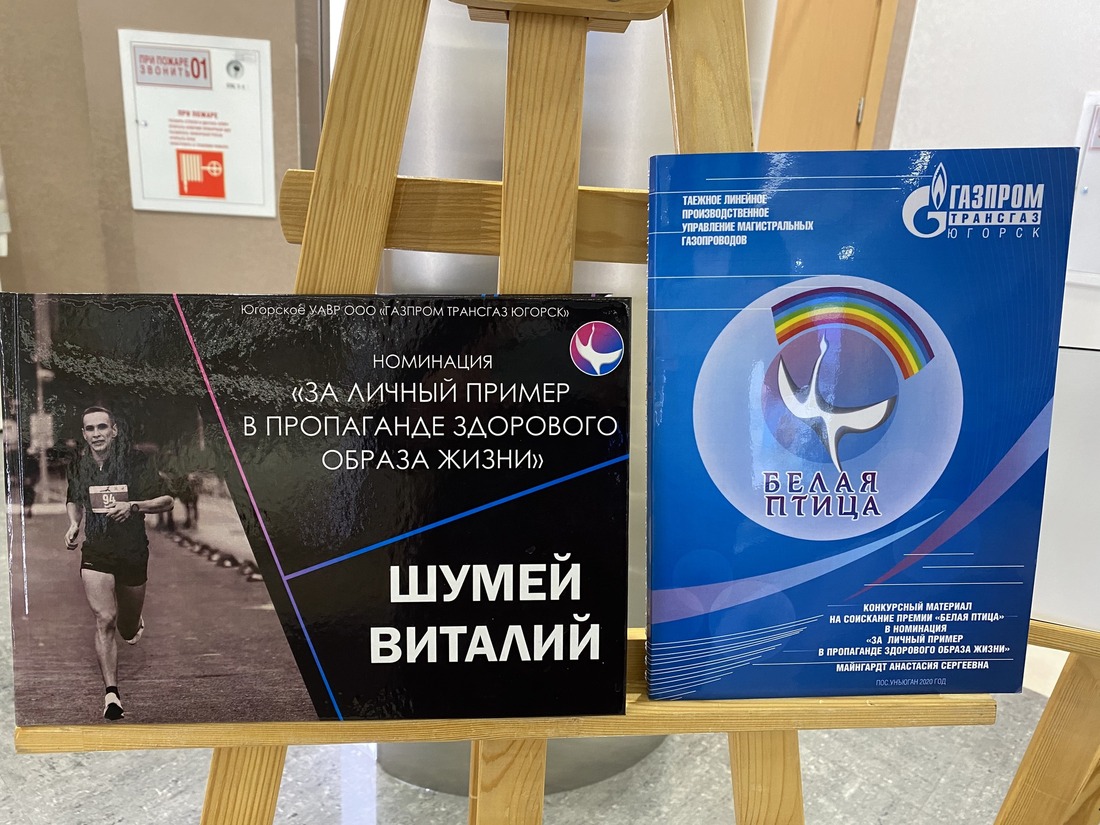 ПРИ ПОЖАРЕ
ЗВОНИТЬ 01
ПРИ ПОЖАРЕ
Югорское УАВР ООО «ГАЗПРОМ ТРАНСГАЗ ЮГОРСК»
НОМИНАЦИЯ
«ЗА ЛИЧНЫЙ ПРИМЕР
В ПРОПАГАНДЕ ЗДОРОВОГО
ОБРАЗА ЖИЗНИ»
94
ШУМЕЙ
ВИТАЛИЙ
ТАЕЖНОЕ ЛИНЕЙНОЕ
ПРОИЗВОДСТВЕННОЕ
УПРАВЛЕНИЕ МАГИСТРАЛЬНЫХ
ГАЗОПРОВОДОВ
ГАЗПРОМ
ТРАНСГАЗ
ЮГОРСК
БЕЛАЯ
ПТИЦА
КОНКУРСНЫЙ МАТЕРИАЛ
НА СОИСКАНИЕ ПРЕМИИ «БЕЛАЯ ПТИЦА»
В НОМИНАЦИЯ
«ЗА ЛИЧНЫЙ ПРИМЕР
В ПРОПАГАНДЕ ЗДОРОВОГО ОБРАЗА ЖИЗНИ»
МАЙНГАРДТ АНАСТАСИЯ СЕРГЕЕВНА
ПОС.УНЪЮГАН 2020 ГОД